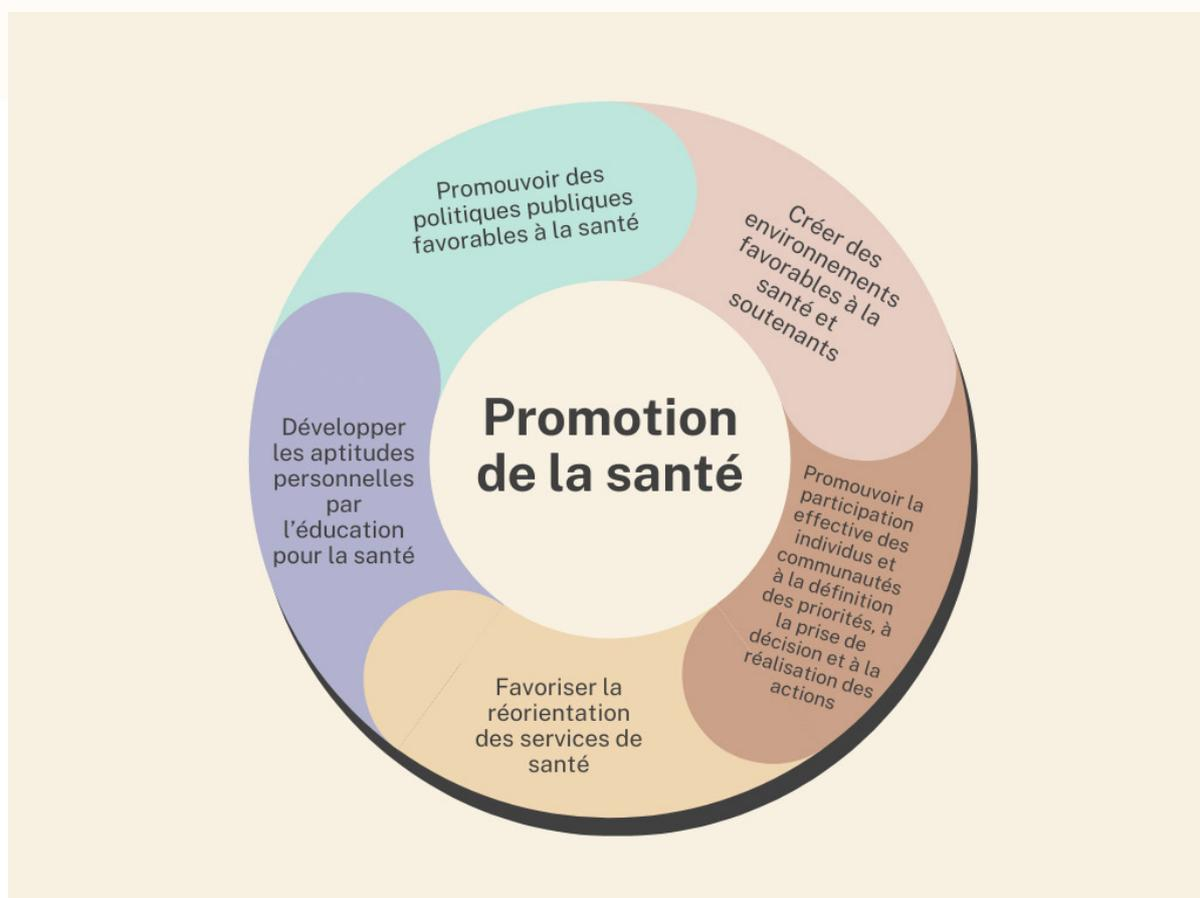 Promouvoir des
politiques publiques
favorables à la santé
Créer des
environnements
favorables à la
santé et
soutenants
Promotion
de la santé
Développer
les aptitudes
personnelles
par
l’éducation
pour la santé
Promouvoir la
participation
effective des
individus et
communautés
à la définition
des priorités, à
la prise de
décision et à la
réalisation des
actions
Favoriser la
réorientation
des services de
santé